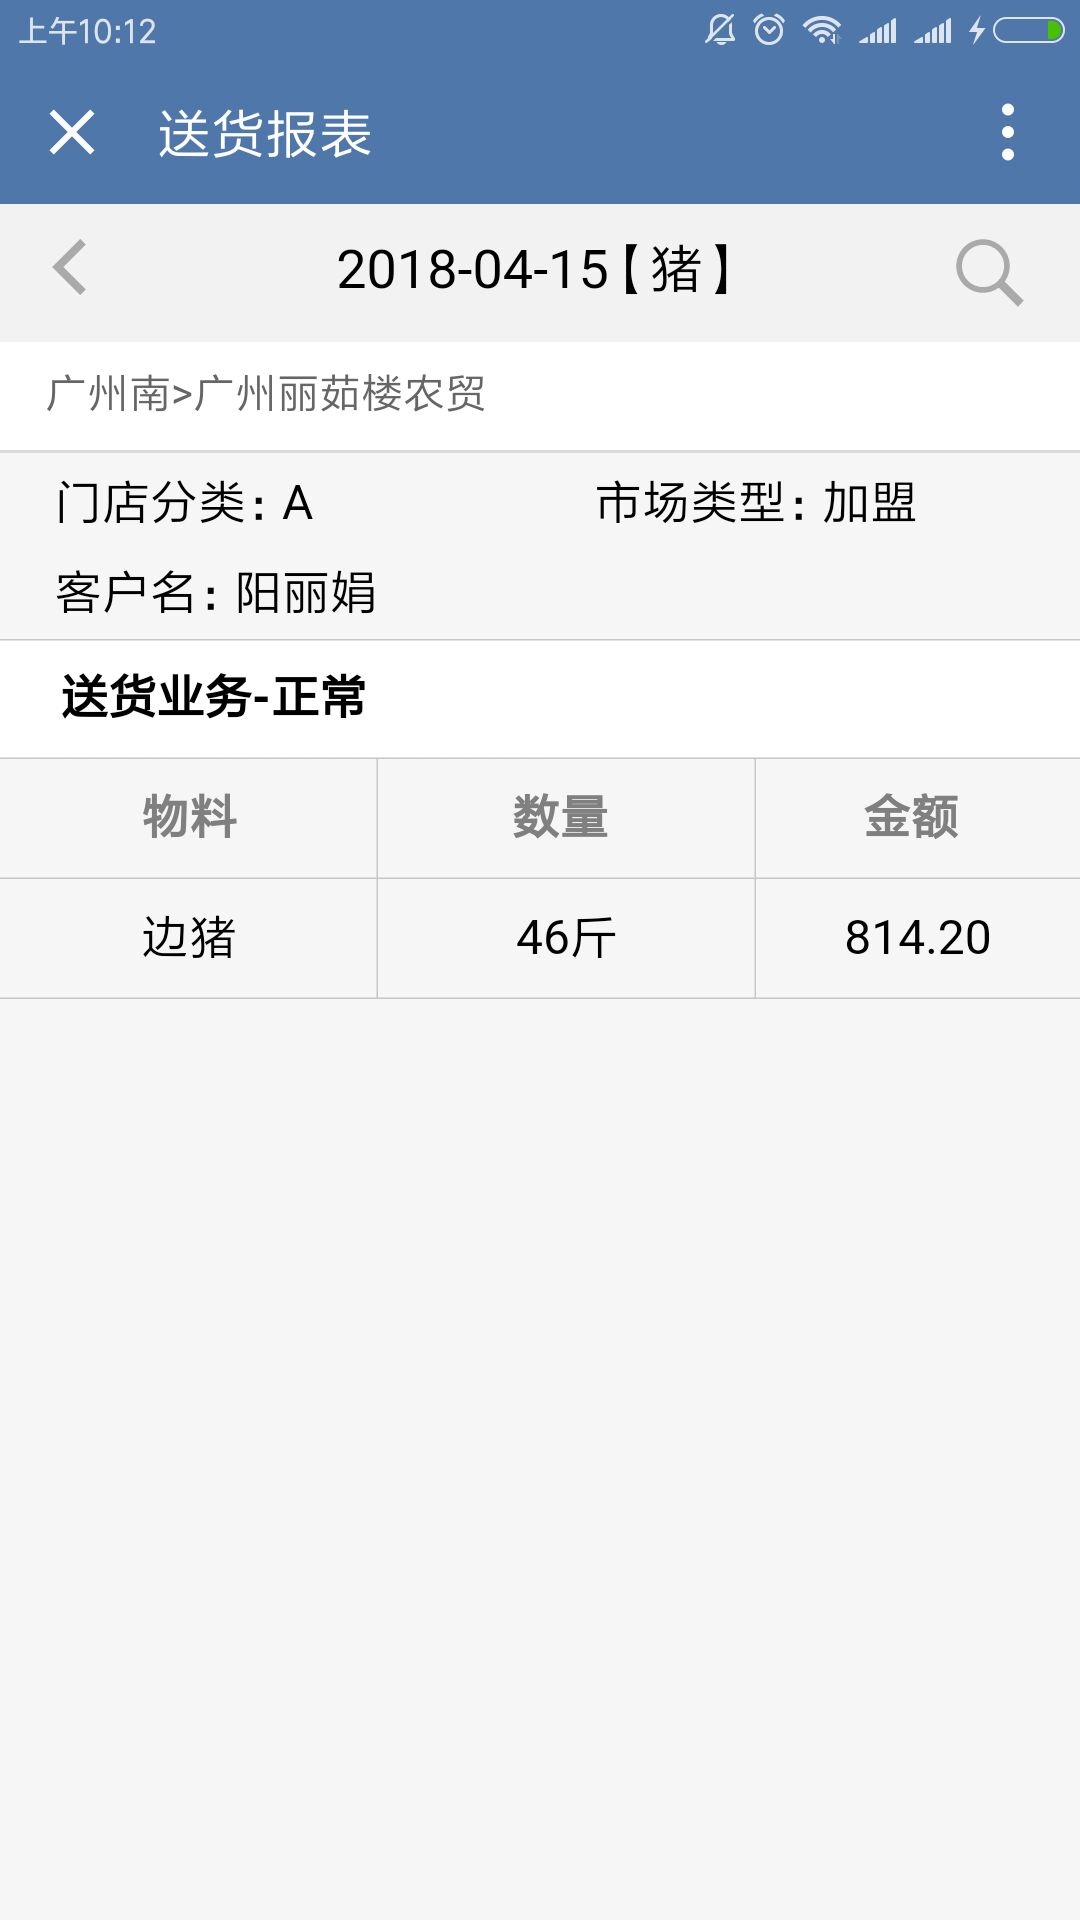 上午10:12
送货报表
2018-04-15【猪】
广州南>广州丽茹楼农贸
门店分类：A 市场类型：加盟
客户名：阳丽娟
送货业务-正常
物料 数量 金额
边猪 46斤 814.20